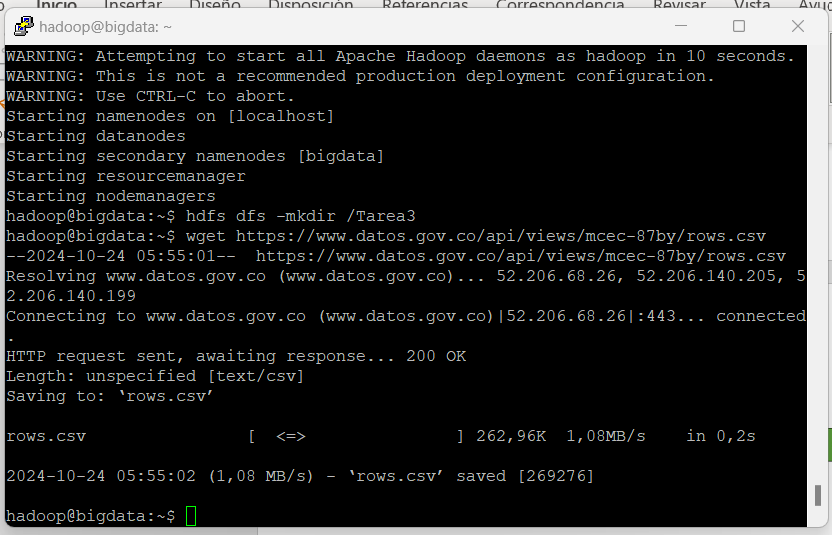 Inicio Insertar Diseño Disposición Referencias Correspondencia Revisar Vista
hadoop@bigdata: ~
WARNING: Attempting to start all Apache Hadoop daemons as hadoop in 10 seconds.
WARNING: This is not a recommended production deployment configuration.
WARNING: Use CTRL-C to abort.
Starting namenodes on [localhost]
Starting datanodes
Starting secondary namenodes [bigdata]
Starting resourcemanager
Starting nodemanagers
hadoop@bigdata:~$ hdfs dfs -mkdir /Tarea3
hadoop@bigdata:~$ wget https://www.datos.gov.co/api/views/mcec-87by/rows.csv
--2024-10-24 05:55:01--  https://www.datos.gov.co/api/views/mcec-87by/rows.csv
Resolving www.datos.gov.co (www.datos.gov.co)... 52.206.68.26, 52.206.140.205, 5
2.206.140.199
Connecting to www.datos.gov.co (www.datos.gov.co)|52.206.68.26|:443... connected
.
HTTP request sent, awaiting response... 200 OK
Length: unspecified [text/csv]
Saving to: ‘rows.csv’
rows.csv                [  <=>               ] 262,96K  1,08MB/s    in 0,2s
2024-10-24 05:55:02 (1,08 MB/s) - ‘rows.csv’ saved [269276]
hadoop@bigdata:~$